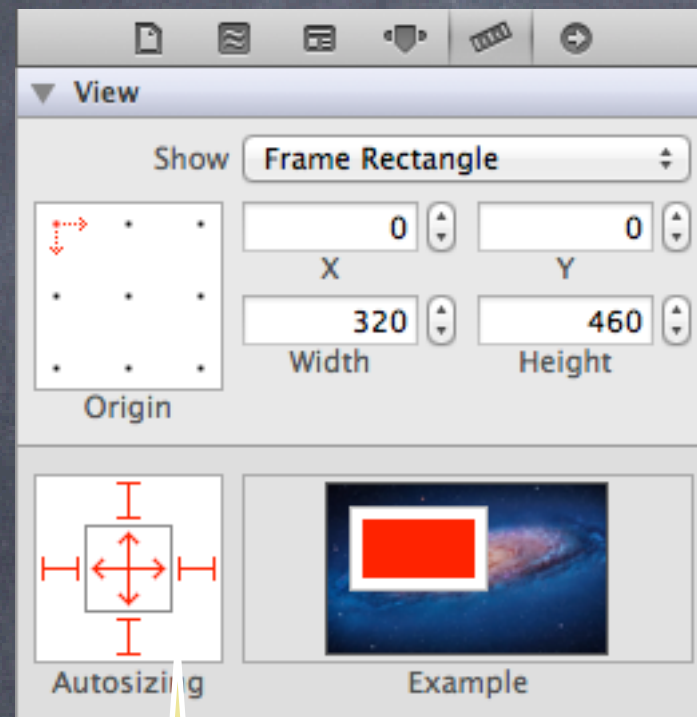 View
Show Frame Rectangle
0 0
X Y
320 460
Width Height
Origin
Autosizing Example